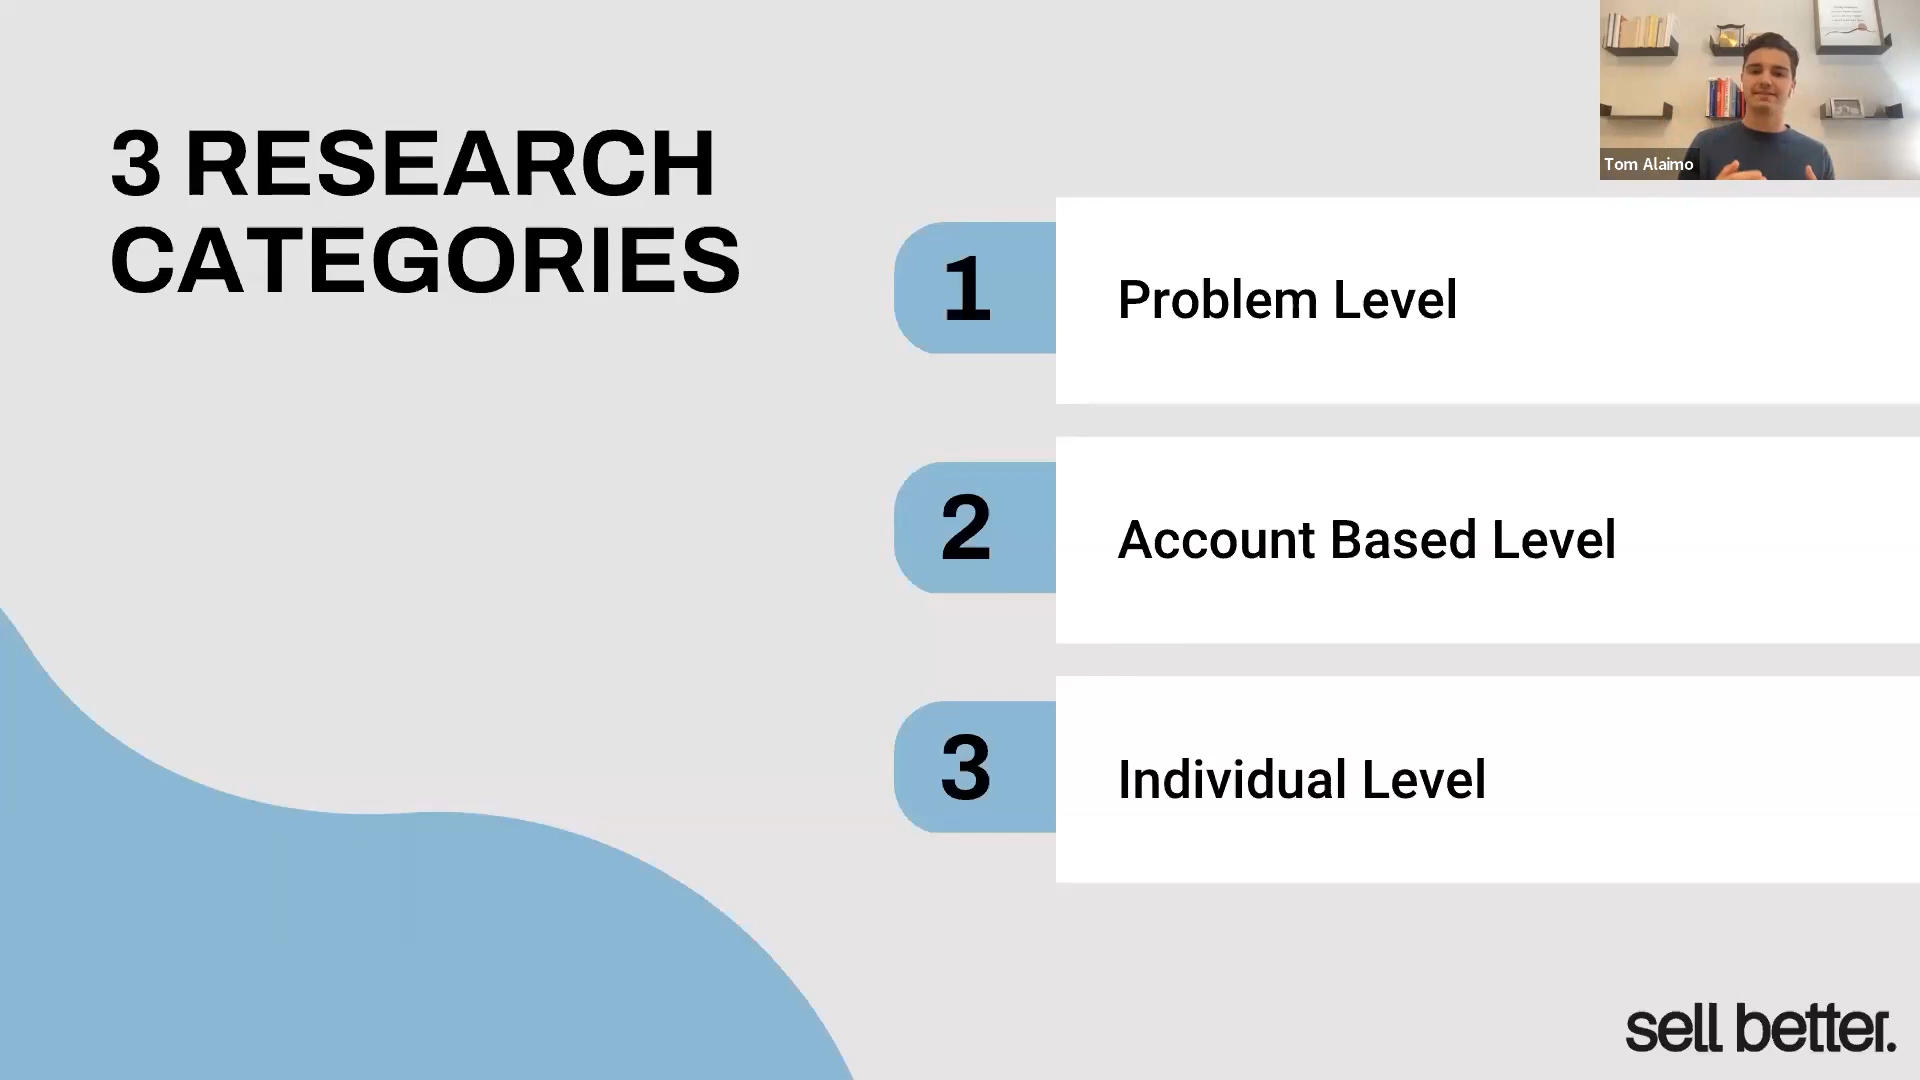 3 RESEARCH
CATEGORIES
Tom Alaimo
1
Problem Level
2
Account Based Level
3
Individual Level
sell better.